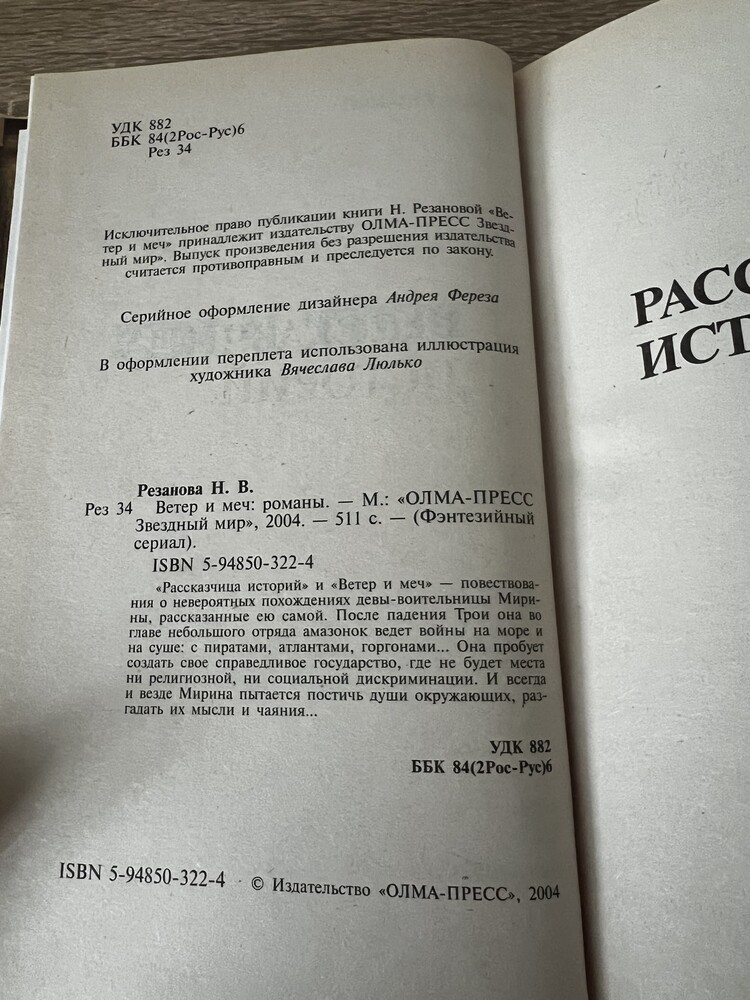 УДК 882
ББК 84(2Рос-Рус)6
Рез 34
Исключительное право публикации книги Н. Резановой «Ве-
тер и меч» принадлежит издательству ОЛМА-ПРЕСС Звезд-
ный мир». Выпуск произведения без разрешения издательства
считается противоправным и преследуется по закону.
Серийное оформление дизайнера Андрея Фереза
В оформлении переплета использована иллюстрация
художника Вячеслава Люлько
Резанова Н. В.
Рез 34 Ветер и меч: романы. — М.: «ОЛМА-ПРЕСС
Звездный мир», 2004. — 511 с. — (Фэнтезийный
сериал).
ISBN 5-94850-322-4
«Рассказчица историй» и «Ветер и меч» — повествова-
ния о невероятных похождениях девы-воительницы Мири-
ны, рассказанные ею самой. После падения Трои она во
главе небольшого отряда амазонок ведет войны на море и
на суше: с пиратами, атлантами, горгонами... Она пробует
создать свое справедливое государство, где не будет места
ни религиозной, ни социальной дискриминации. И всегда
и везде Мирина пытается постичь души окружающих, раз-
гадать их мысли и чаяния...
УДК 882
ББК 84(2Рос-Рус)6
ISBN 5-94850-322-4 © Издательство «ОЛМА-ПРЕСС», 2004
РАСС
ИСТ